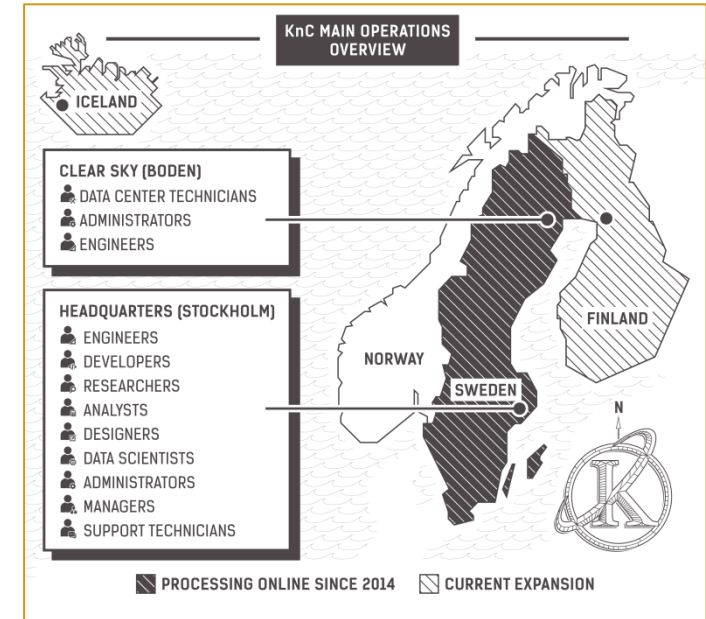 KnC MAIN OPERATIONS
OVERVIEW
ICELAND
CLEAR SKY (BODEN)
DATA CENTER TECHNICIANS
ADMINISTRATORS
ENGINEERS
HEADQUARTERS (STOCKHOLM)
ENGINEERS
DEVELOPERS
RESEARCHERS
ANALYSTS
DESIGNERS
DATA SCIENTISTS
ADMINISTRATORS
MANAGERS
SUPPORT TECHNICIANS
NORWAY
SWEDEN
FINLAND
N
K
PROCESSING ONLINE SINCE 2014
CURRENT EXPANSION